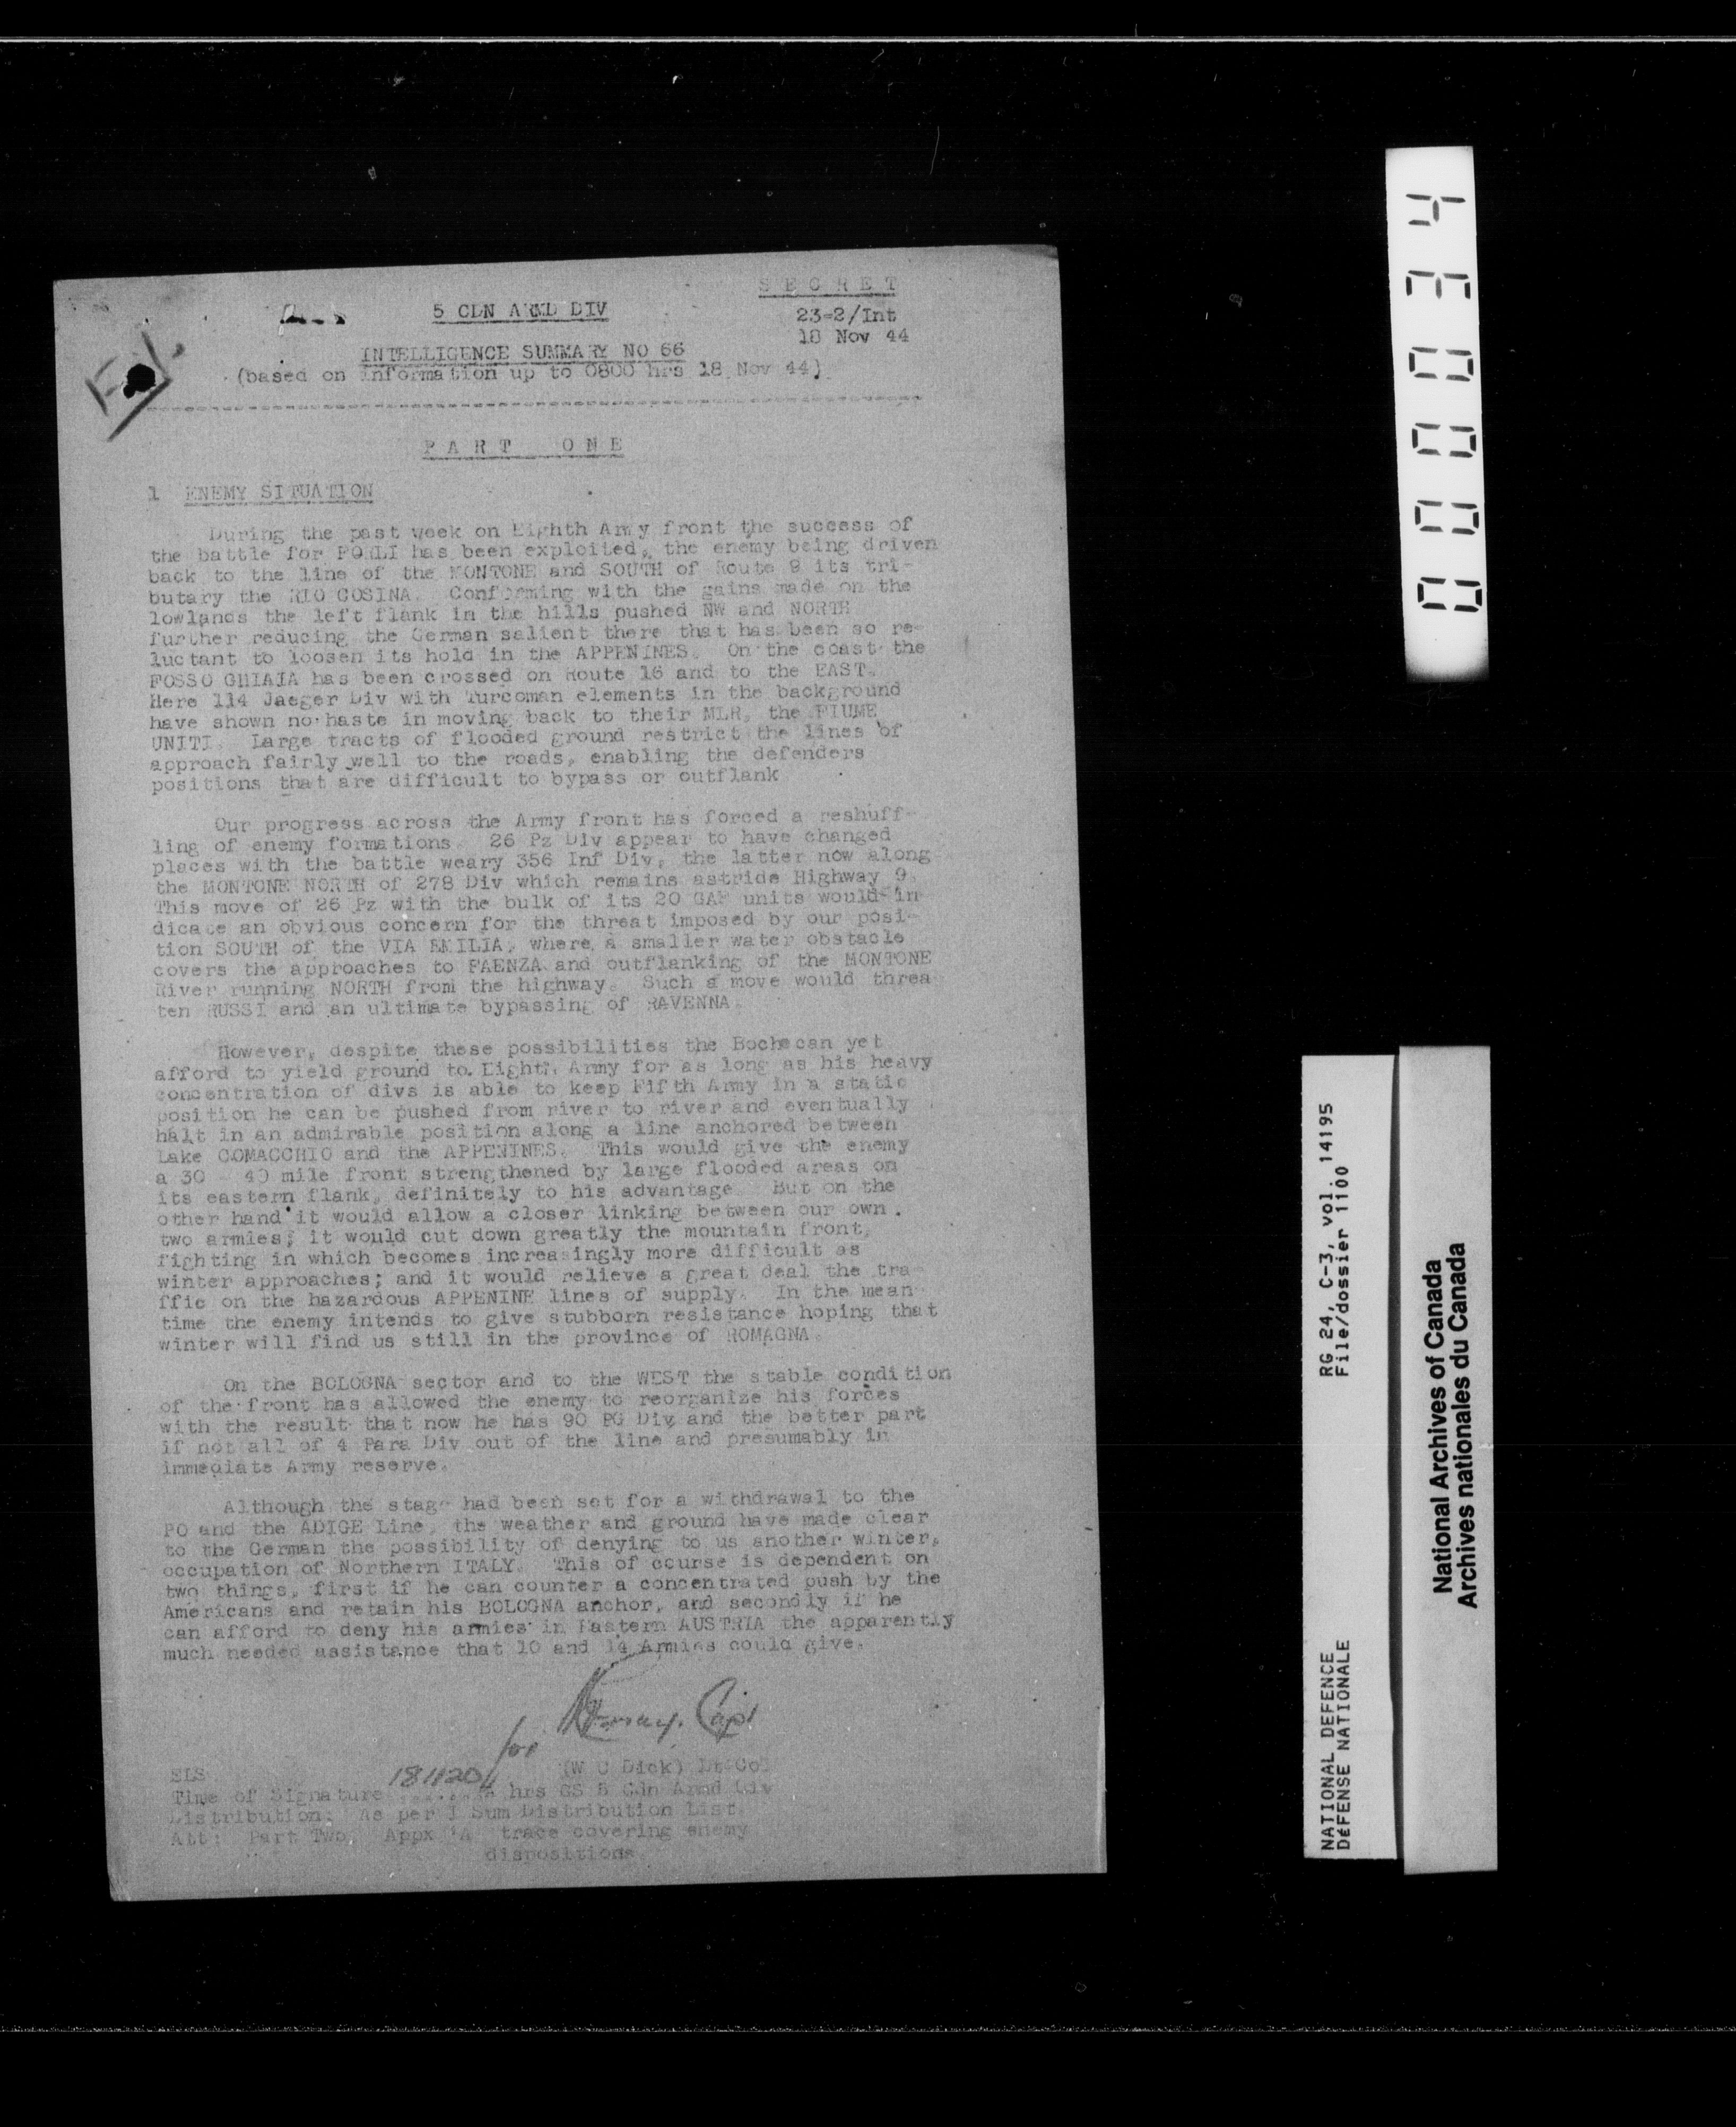 S E C R E T
5 CDN ARMD DIV
23-2/Int
18 Nov 44
INTELLIGENCE SUMMARY NO 66
(based on information up to 0800 hrs 18 Nov 44)
P A R T   O N E
1 ENEMY SITUATION
During the past week on Eighth Army front the success of
the battle for FORLI has been exploited, the enemy being driven
back to the line of the MONTONE and SOUTH of Route 9 its tri-
butary the RIO COSINA. Conforming with the gains made on the
lowlands the left flank in the hills pushed NW and NORTH
further reducing the German salient there that has been so re-
luctant to loosen its hold in the APPENINES. On the coast the
FOSSO GHIAIA has been crossed on Route 16 and to the EAST.
Here 114 Jaeger Div with Turcoman elements in the background
have shown no haste in moving back to their MLR, the FIUME
UNITI. Large tracts of flooded ground restrict the lines of
approach fairly well to the roads, enabling the defenders
positions that are difficult to bypass or outflank
Our progress across the Army front has forced a reshuff-
ling of enemy formations. 26 Pz Div appear to have changed
places with the battle weary 356 Inf Div, the latter now along
the MONTONE NORTH of 278 Div which remains astride Highway 9.
This move of 26 Pz with the bulk of its 20 GAF units would in-
dicate an obvious concern for the threat imposed by our posi-
tion SOUTH of the VIA EMILIA, where a smaller water obstacle
covers the approaches to FAENZA and outflanking of the MONTONE
River running NORTH from the highway. Such a move would threa-
ten RUSSI and an ultimate bypassing of RAVENNA.
However, despite these possibilities the Boche can yet
afford to yield ground to Eighth Army for as long as his heavy
concentration of divs is able to keep Fifth Army in a static
position he can be pushed from river to river and eventually
halt in an admirable position along a line anchored between
Lake COMACCHIO and the APPENINES. This would give the enemy
a 30 - 40 mile front strengthened by large flooded areas on
its eastern flank, definitely to his advantage. But on the
other hand it would allow a closer linking between our own
two armies; it would cut down greatly the mountain front,
fighting in which becomes increasingly more difficult as
winter approaches; and it would relieve a great deal the tra-
ffic on the hazardous APPENINE lines of supply. In the mean-
time the enemy intends to give stubborn resistance hoping that
winter will find us still in the province of ROMAGNA.
On the BOLOGNA sector and to the WEST the stable condition
of the front has allowed the enemy to reorganize his forces
with the result that now he has 90 PG Div and the better part
if not all of 4 Para Div out of the line and presumably in
immediate Army reserve.
Although the stage had been set for a withdrawal to the
PO and the ADIGE Line, the weather and ground have made clear
to the German the possibility of denying to us another winter,
occupation of Northern ITALY. This of course is dependent on
two things, first if he can counter a concentrated push by the
Americans and retain his BOLOGNA anchor, and secondly if he
can afford to deny his armies in Eastern AUSTRIA the apparently
much needed assistance that 10 and 14 Armies could give.
for Capt
ELS (W C Dick) Lt-Col
Time of Signature 181120 hrs GS 5 Cdn Armd Div
Distribution: As per I Sum Distribution List
Att: Part Two, Appx 'A' trace covering enemy
dispositions
000034
RG 24, C-3, vol. 14195
File/dossier 1100
NATIONAL DEFENCE
DÉFENSE NATIONALE
National Archives of Canada
Archives nationales du Canada